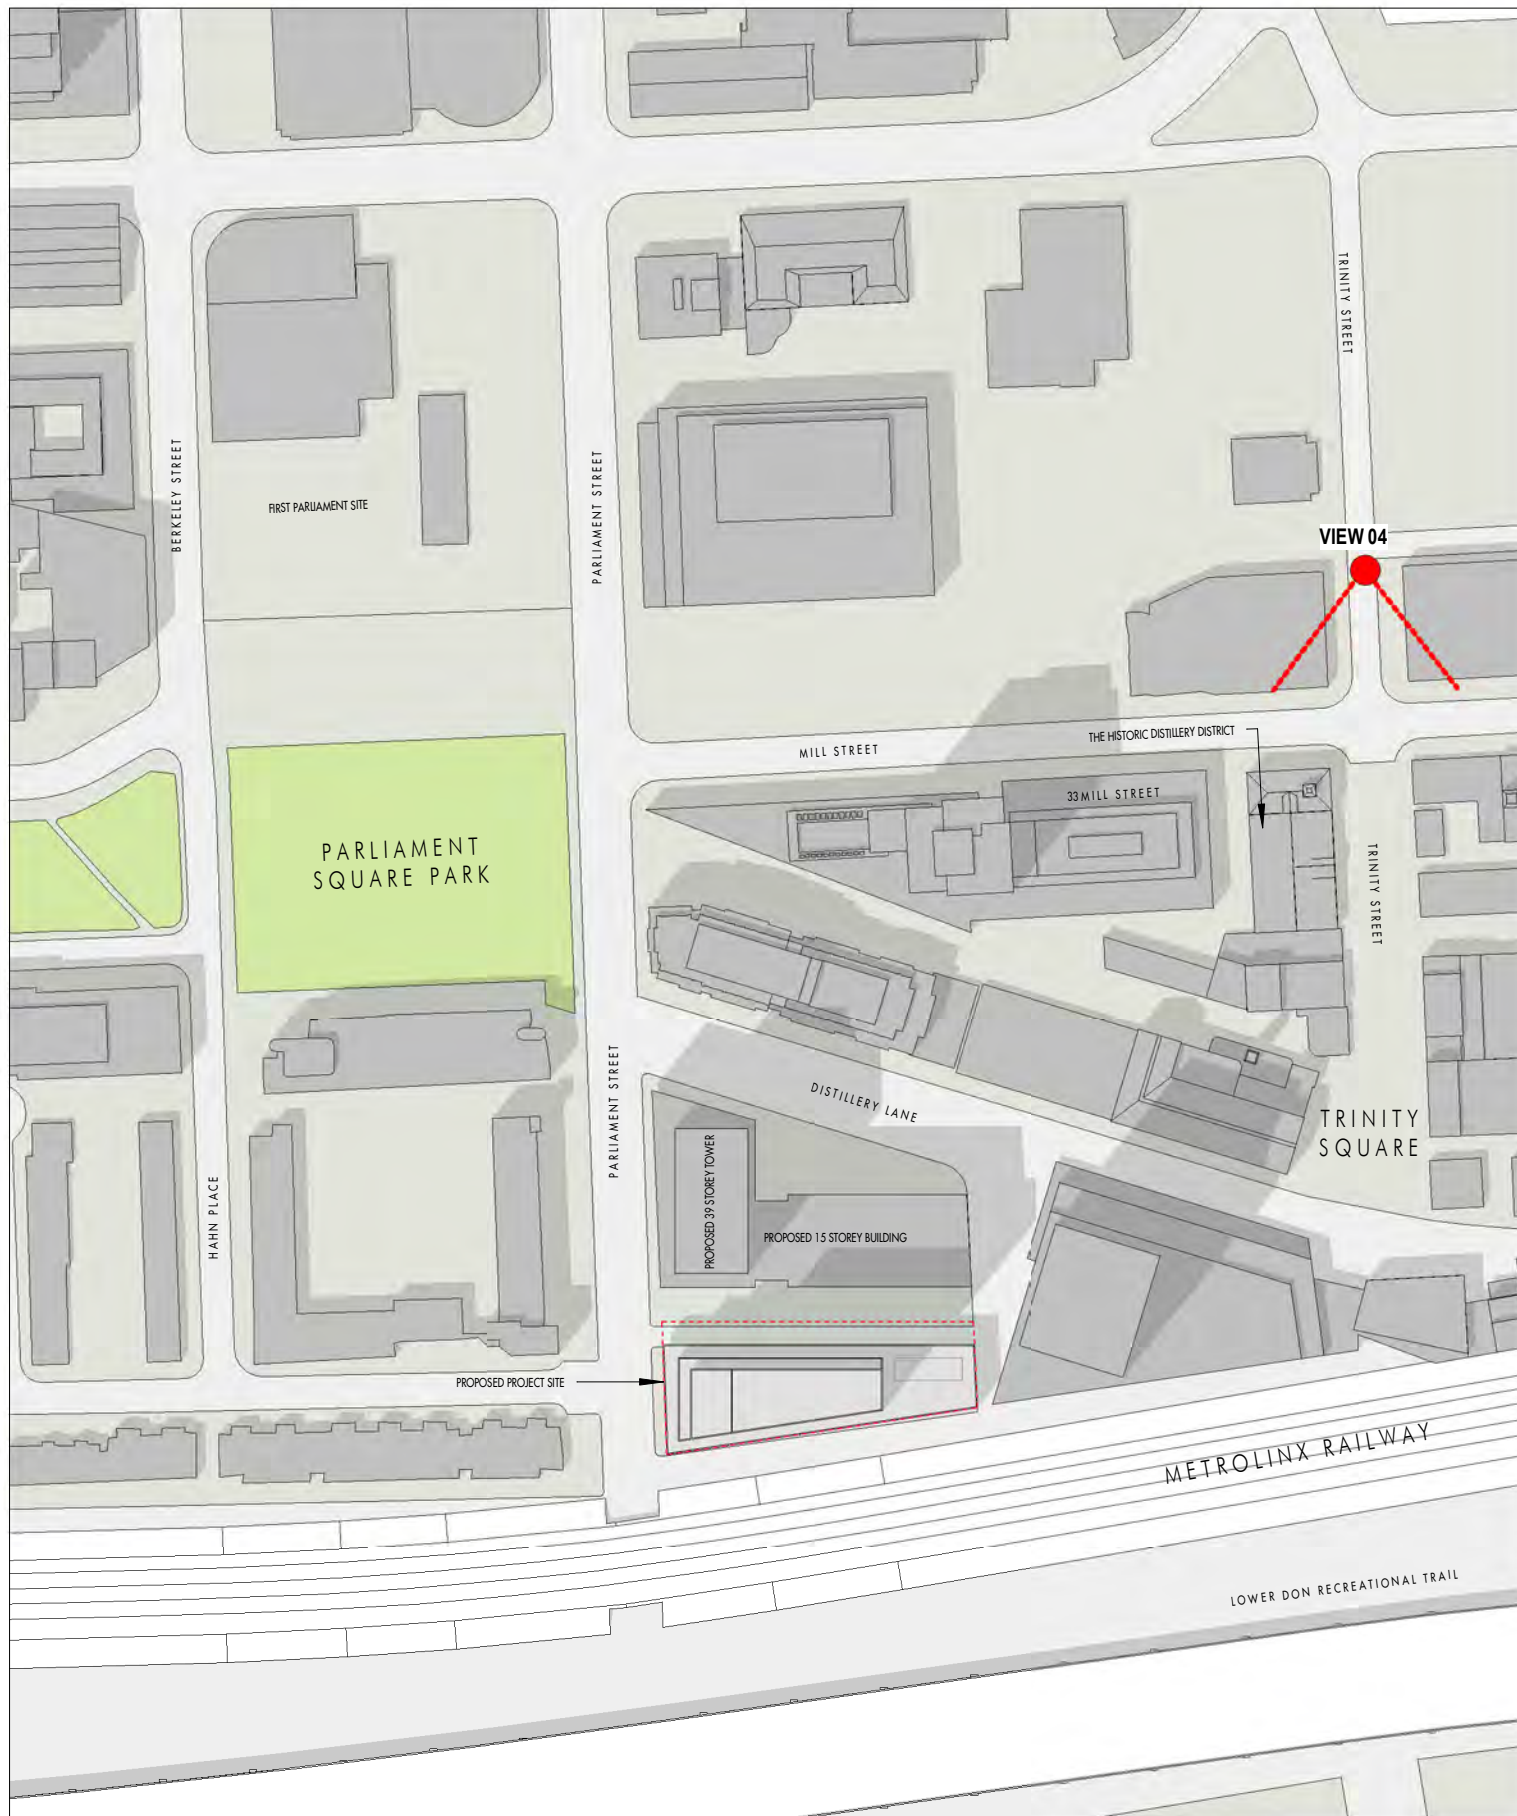 TRINITY STREET
BERKELEY STREET
PARLIAMENT STREET
FIRST PARLIAMENT SITE
VIEW 04
THE HISTORIC DISTILLERY DISTRICT
MILL STREET
33 MILL STREET
PARLIAMENT
SQUARE PARK
TRINITY STREET
PARLIAMENT STREET
DISTILLERY LANE
TRINITY
SQUARE
HAHN PLACE
PROPOSED 39 STOREY TOWER
PROPOSED 15 STOREY BUILDING
PROPOSED PROJECT SITE
METROLINX RAILWAY
LOWER DON RECREATIONAL TRAIL